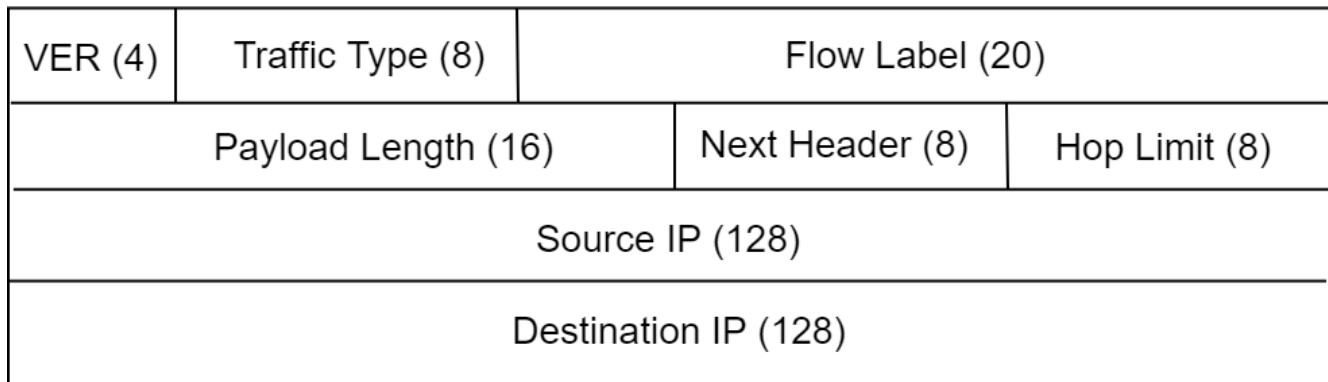 VER (4) Traffic Type (8) Flow Label (20)
Payload Length (16) Next Header (8) Hop Limit (8)
Source IP (128)
Destination IP (128)